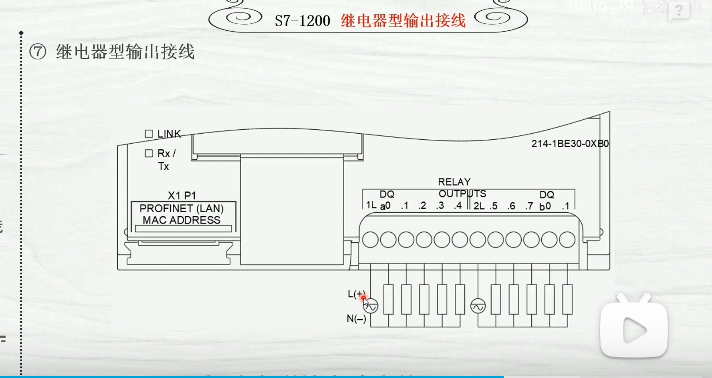 S7-1200 继电器型输出接线
⑦ 继电器型输出接线
LINK
Rx /
Tx
214-1BE30-0XB0
X1 P1
PROFINET (LAN)
MAC ADDRESS
RELAY
OUTPUTS
DQ
DQ
1L a0 .1 .2 .3 .4 2L .5 .6 .7 b0 .1
L(+)
N(–)
?